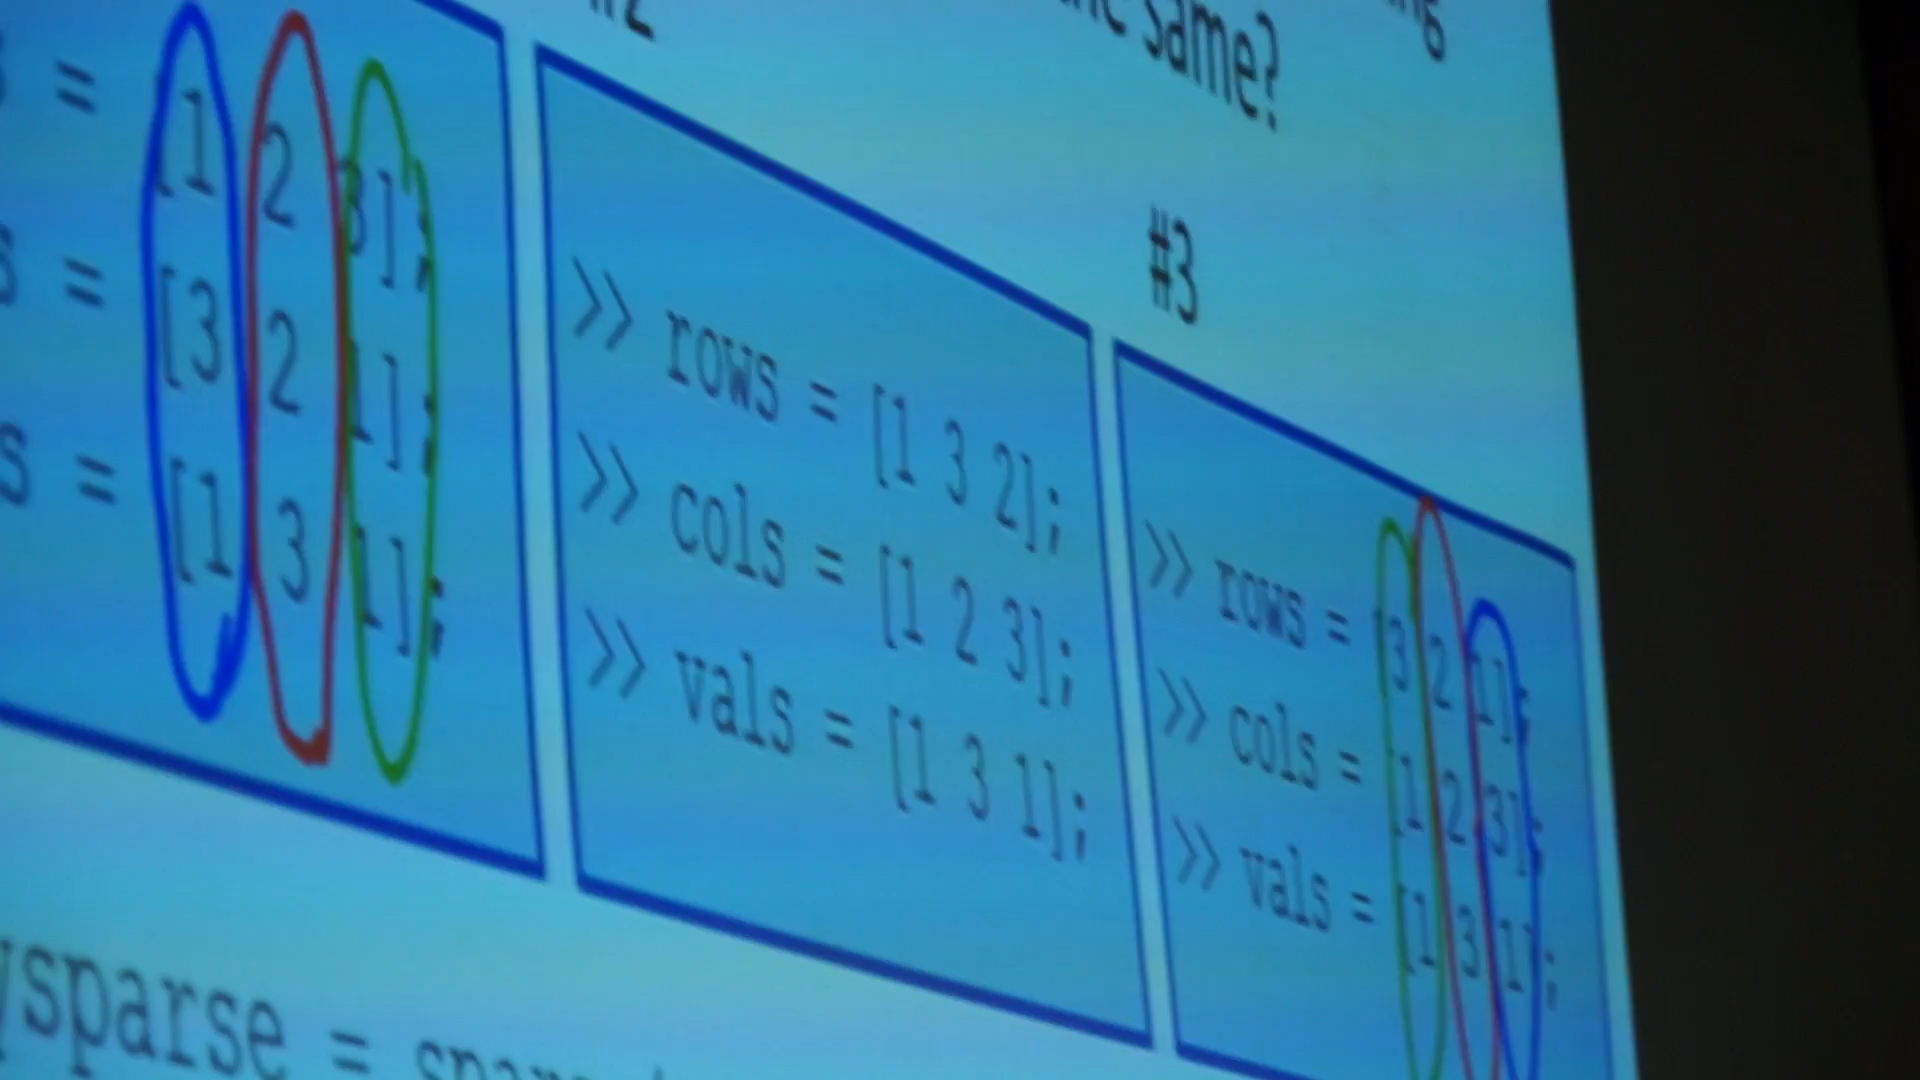 same?
= [1 2 3];
= [3 2 1];
s = [1 3 1];
#2
>> rows = [1 3 2];
>> cols = [1 2 3];
>> vals = [1 3 1];
#3
>> rows = [3 2 1];
>> cols = [1 2 3];
>> vals = [1 3 1];
ysparse =